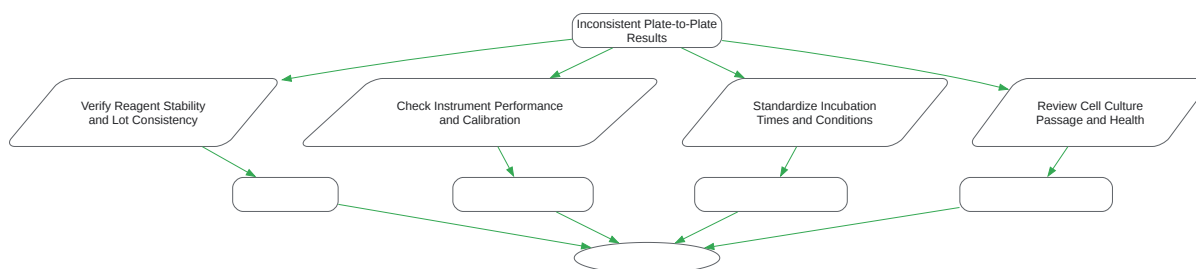 Inconsistent Plate-to-Plate
Results
Verify Reagent Stability
and Lot Consistency
Check Instrument Performance
and Calibration
Standardize Incubation
Times and Conditions
Review Cell Culture
Passage and Health